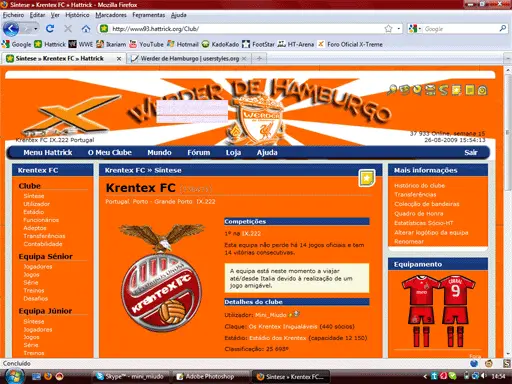 Síntese » Krentex FC » Hattrick - Mozilla Firefox
Ficheiro Editar Ver Histórico Marcadores Ferramentas Ajuda
http://www93.hattrick.org/Club/
Google Hattrick WWE Ikariam YouTube Hotmail KadoKado FootStar HT-Arena Foro Oficial X-Treme
Síntese » Krentex FC » Hattrick
Werder de Hamburgo | userstyles.org
WERDER DE HAMBURGO
WERDER
Krentex FC IX.222 Portugal
37 933 Online, semana 15
26-08-2009 15:54:13
Menu Hattrick O Meu Clube Mundo Fórum Loja Ajuda Sair
Krentex FC
Clube
Síntese
Utilizador
Estádio
Funcionários
Adeptos
Transferências
Contabilidade
Equipa Sénior
Jogadores
Jogos
Série
Treinos
Desafios
Equipa Júnior
Síntese
Jogadores
Jogos
Série
Treino
Krentex FC » Síntese
Krentex FC
Portugal Porto - Grande Porto IX.222
KRENTEX FC
Competições
1º na IX.222
Esta equipa não perde há 14 jogos oficiais e tem
14 vitórias consecutivas.
A equipa está neste momento a viajar
até/desde Italia devido à realização de um
jogo amigável.
Detalhes do clube
Utilizador: Mini_Miudo
Claque: Os Krentex Inigualáveis (440 sócios)
Estádio: Estádio dos Krentex (capacidade 12 150)
Classificação: 25 698º
Mais informações
Histórico do clube
Transferências
Colecção de bandeiras
Quadro de honra
Estatísticas Sócio-HT
Alterar logótipo da equipa
Renomear
Equipamento
9
Fora
Concluído
Skype™ - mini_miudo
Adobe Photoshop
Síntese » Krentex FC...
14:54